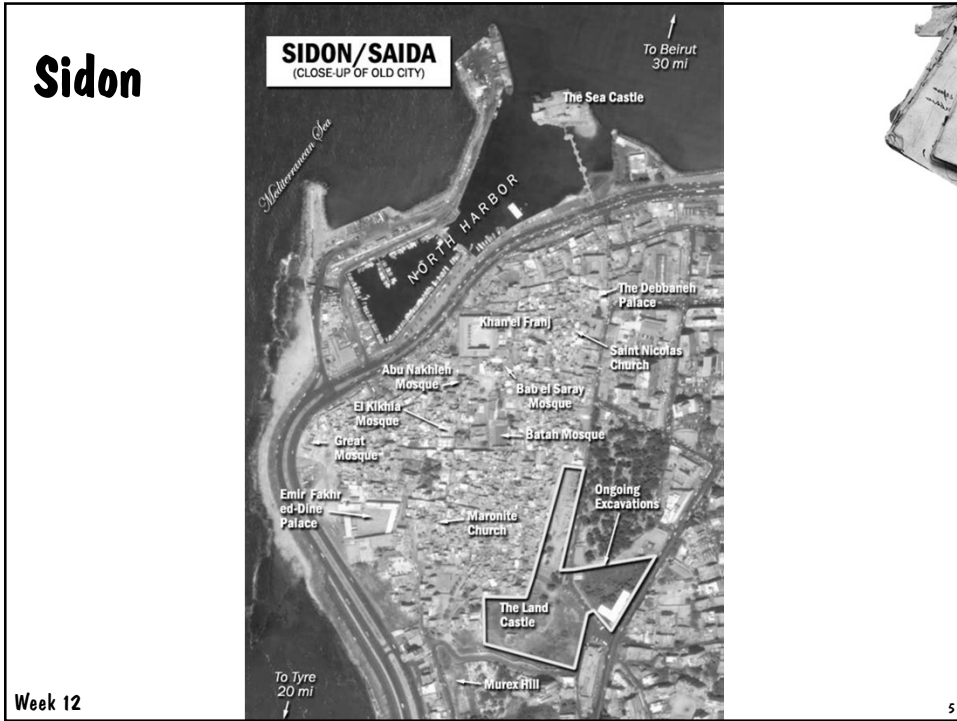 Sidon
SIDON/SAIDA
(CLOSE-UP OF OLD CITY)
To Beirut
30 mi
The Sea Castle
Mediterranean Sea
NORTH HARBOR
The Debbaneh
Palace
Khan el Franj
Saint Nicolas
Church
Abu Nakhleh
Mosque
Bab el Saray
Mosque
El Kikhia
Mosque
Batah Mosque
Great
Mosque
Ongoing
Excavations
Emir Fakhr
ed-Dine
Palace
Maronite
Church
The Land
Castle
To Tyre
20 mi
Murex Hill
Week 12
5